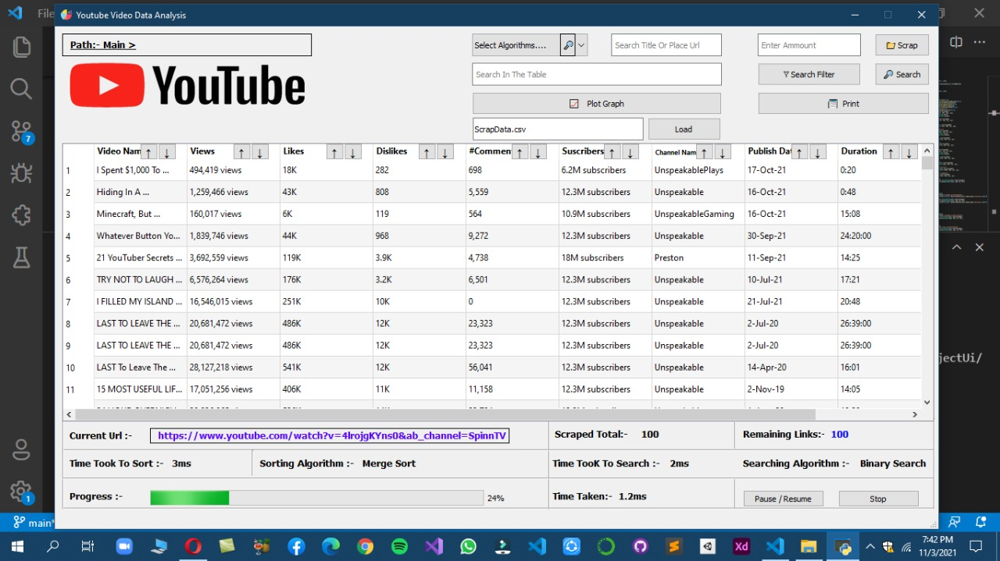 File
Youtube Video Data Analysis
Path:- Main >
Select Algorithms....
Search Title Or Place Url
Enter Ammount
Scrap
YouTube
Search In The Table
Search Filter
Search
Plot Graph
Print
ScrapData.csv
Load
Video Nam Views Likes Disli #Comment Suscribe Channel Nam Publish Dat Duration
1 I Spent $1,000 To ... 494,419 views 18K 282 698 6.2M subscribers UnspeakablePlays 17-Oct-21 0:20
2 Hiding In A ... 1,259,466 views 43K 808 5,559 12.3M subscribers Unspeakable 16-Oct-21 0:48
3 Minecraft, But ... 160,017 views 6K 119 564 10.9M subscribers UnspeakableGaming 16-Oct-21 15:08
4 Whatever Button Yo... 1,839,746 views 44K 968 9,272 12.3M subscribers Unspeakable 30-Sep-21 24:20:00
5 21 YouTuber Secrets ... 3,692,559 views 119K 3.9K 4,738 18M subscribers Preston 11-Sep-21 14:25
6 TRY NOT TO LAUGH ... 6,576,264 views 176K 3.2K 6,501 12.3M subscribers Unspeakable 10-Jul-21 17:21
7 I FILLED MY ISLAND ... 16,546,015 views 251K 10K 0 12.3M subscribers Unspeakable 21-Jul-21 20:48
8 LAST TO LEAVE THE ... 20,681,472 views 486K 12K 23,323 12.3M subscribers Unspeakable 2-Jul-20 26:39:00
9 LAST TO LEAVE THE ... 20,681,472 views 486K 12K 23,323 12.3M subscribers Unspeakable 2-Jul-20 26:39:00
10 LAST To Leave The ... 28,127,218 views 541K 12K 56,041 12.3M subscribers Unspeakable 14-Apr-20 16:01
11 15 MOST USEFUL LIF... 17,051,256 views 406K 11K 11,158 12.3M subscribers Unspeakable 2-Nov-19 14:05
jectUi/
Current Url :- https://www.youtube.com/watch?v=4lrojgKYns0&ab_channel=SpinnTV
Scraped Total:- 100
Remaining Links:- 100
Time Took To Sort :- 3ms
Sorting Algorithm :- Merge Sort
Time TooK To Search :- 2ms
Searching Algorithm :- Binary Search
Progress :- 24%
Time Taken:- 1.2ms
Pause / Resume
Stop
7
1
main*
Xd
7:42 PM
11/3/2021